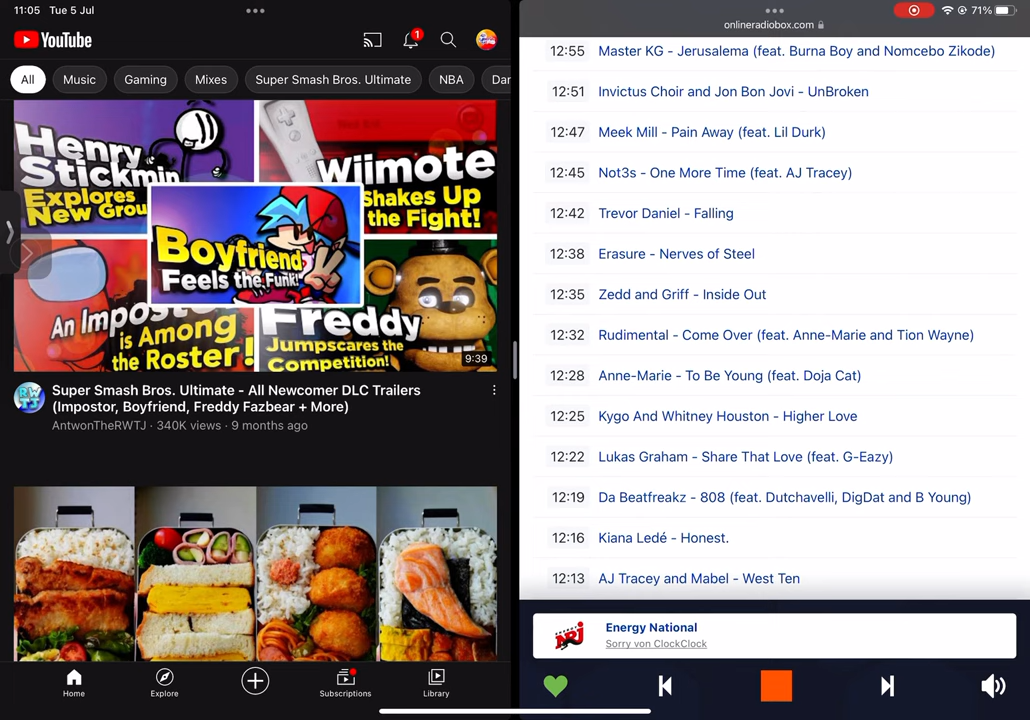 11:05 Tue 5 Jul
YouTube
1
All
Music
Gaming
Mixes
Super Smash Bros. Ultimate
NBA
Dan
Henry
Stickmin
Explores
New Grou
Wiimote
Shakes Up
the Fight!
Boyfriend
Feels the Funk!
An Impostor
is Among
the Roster!
Freddy
Jumpscares the
Competition!
9:39
RWTJ
Super Smash Bros. Ultimate - All Newcomer DLC Trailers
(Impostor, Boyfriend, Freddy Fazbear + More)
AntwonTheRWTJ · 340K views · 9 months ago
Home
Explore
Subscriptions
Library
71%
onlineradiobox.com
12:55 Master KG - Jerusalema (feat. Burna Boy and Nomcebo Zikode)
12:51 Invictus Choir and Jon Bon Jovi - UnBroken
12:47 Meek Mill - Pain Away (feat. Lil Durk)
12:45 Not3s - One More Time (feat. AJ Tracey)
12:42 Trevor Daniel - Falling
12:38 Erasure - Nerves of Steel
12:35 Zedd and Griff - Inside Out
12:32 Rudimental - Come Over (feat. Anne-Marie and Tion Wayne)
12:28 Anne-Marie - To Be Young (feat. Doja Cat)
12:25 Kygo And Whitney Houston - Higher Love
12:22 Lukas Graham - Share That Love (feat. G-Eazy)
12:19 Da Beatfreakz - 808 (feat. Dutchavelli, DigDat and B Young)
12:16 Kiana Ledé - Honest.
12:13 AJ Tracey and Mabel - West Ten
NRJ
Energy National
Sorry von ClockClock